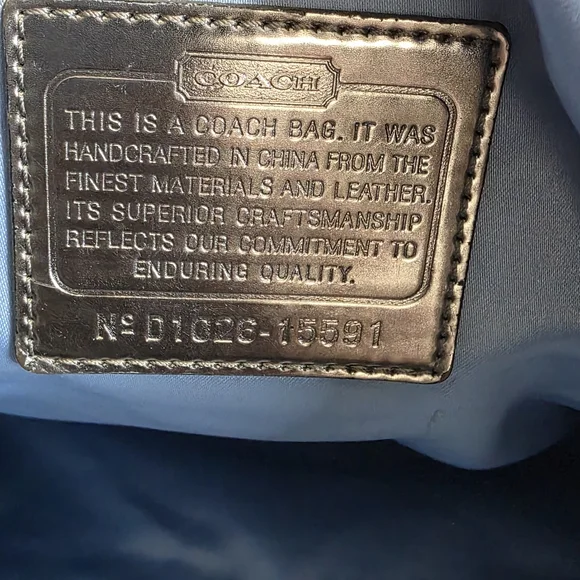 COACH
THIS IS A COACH BAG. IT WAS
HANDCRAFTED IN CHINA FROM THE
FINEST MATERIALS AND LEATHER.
ITS SUPERIOR CRAFTSMANSHIP
REFLECTS OUR COMMITMENT TO
ENDURING QUALITY.
Nº D1026-15591